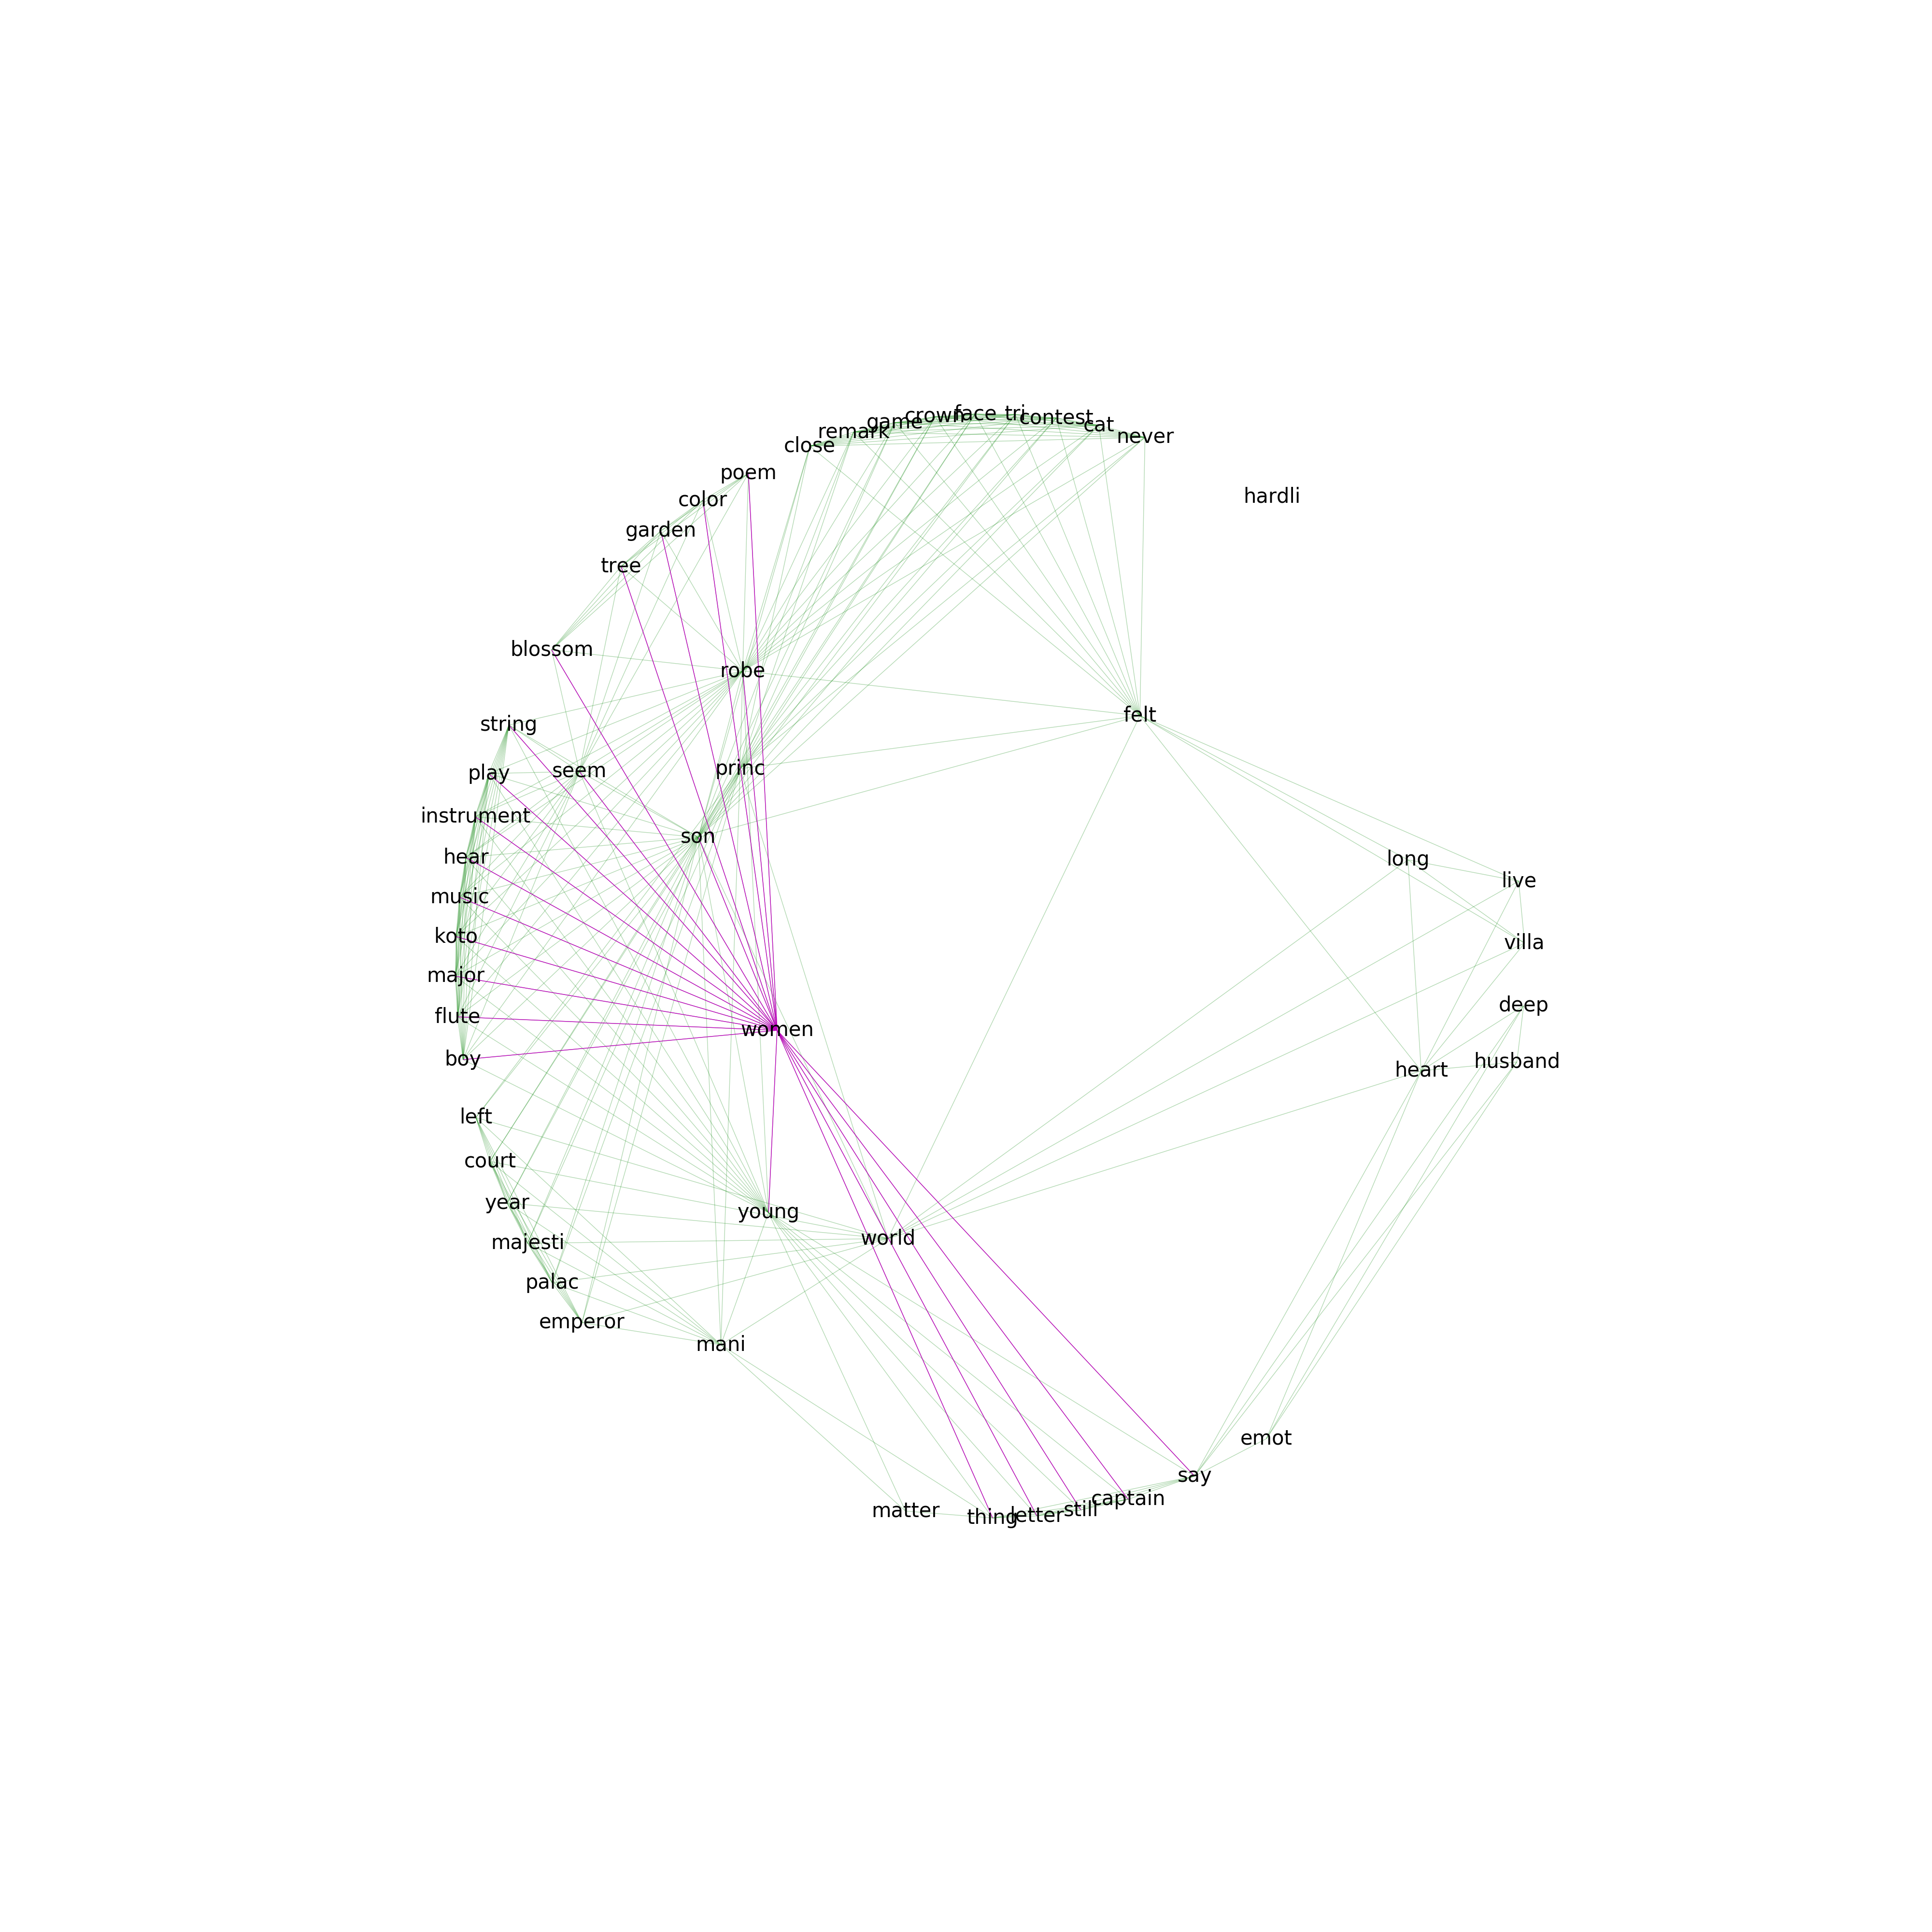 face
tri
crown
contest
game
cat
remark
never
close
poem
hardli
color
garden
tree
blossom
robe
felt
string
princ
seem
play
instrument
son
hear
long
live
music
koto
villa
major
deep
flute
women
boy
husband
heart
left
court
year
young
world
majesti
palac
emperor
mani
emot
say
captain
still
matter
letter
thing